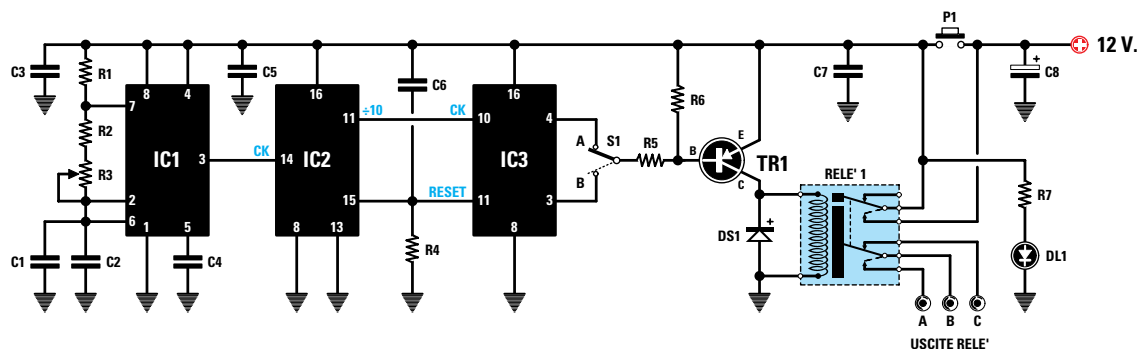 P1
12 V.
+
C3
R1
C5
C6
C7
+
C8
8
4
16
16
R6
7
11
÷10
CK
10
4
A
S1
R5
B
E
R2
IC1
3
CK
14
IC2
IC3
TR1
R3
B
C
RELE' 1
R7
2
15
RESET
11
3
6
+
DS1
DL1
C1
C2
1
5
C4
8
13
R4
8
A
B
C
USCITE RELE'